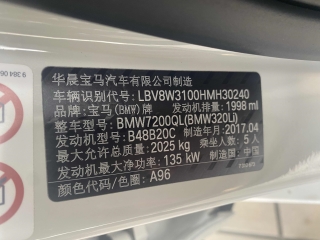 华晨宝马汽车有限公司制造
车辆识别代号: LBV8W3100HMH30240
品牌: 宝马(BMW)牌 发动机排量: 1998 ml
整车型号: BMW7200QL(BMW320Li)
发动机型号: B48B20C 制造年月: 2017.04
最大允许总质量: 2025 kg 乘坐人数: 5 人
发动机最大净功率: 135 kW 制造国: 中国
颜色代码/色圈: A96